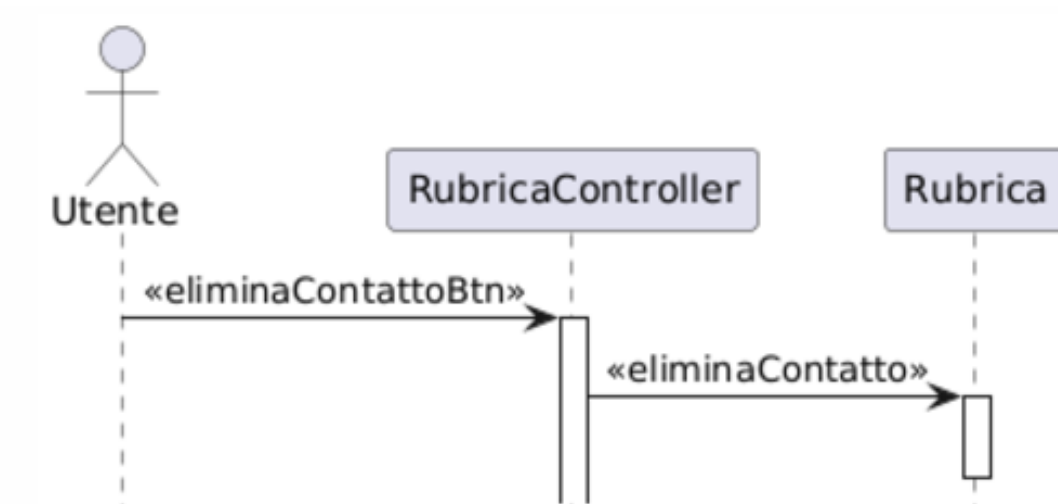 Utente
RubricaController
Rubrica
«eliminaContattoBtn»
«eliminaContatto»